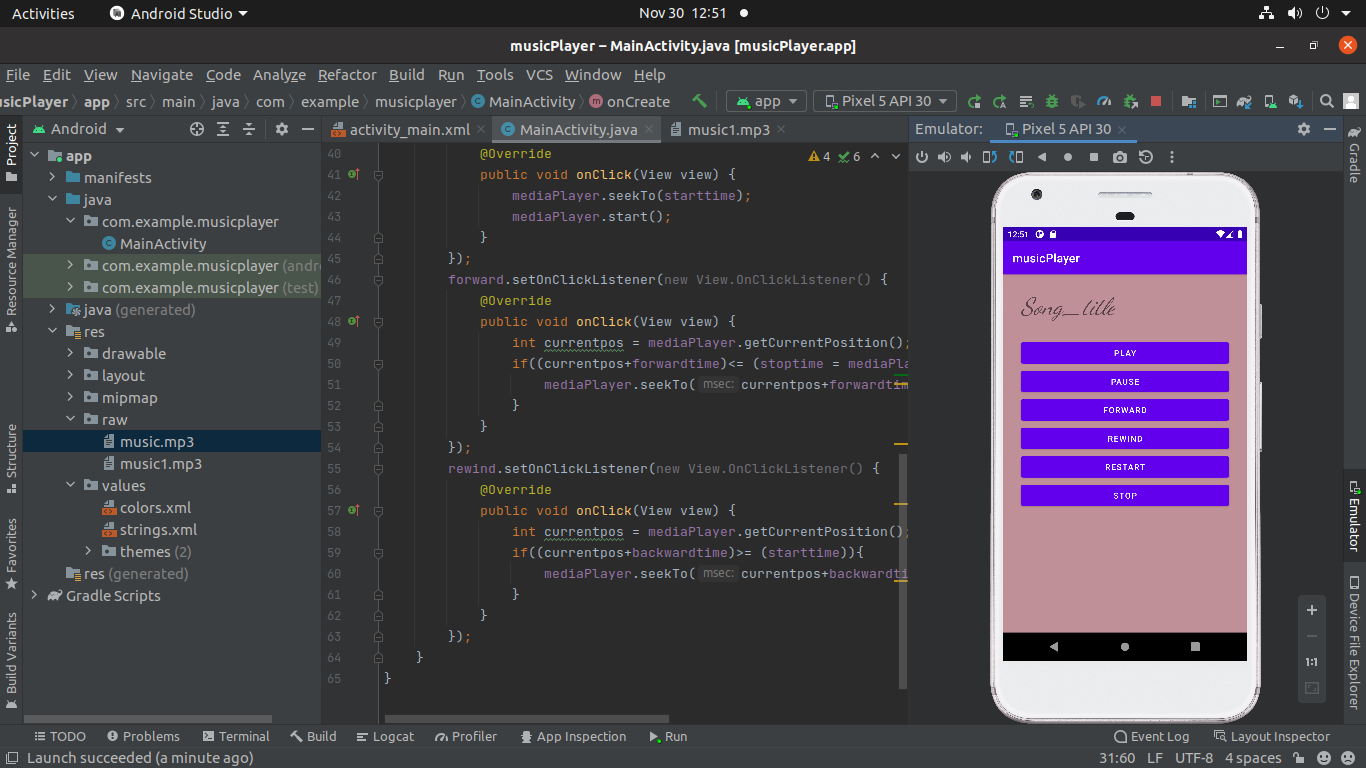 Activities Android Studio Nov 30 12:51
musicPlayer – MainActivity.java [musicPlayer.app]
File Edit View Navigate Code Analyze Refactor Build Run Tools VCS Window Help
usicPlayer app src main java com example musicplayer MainActivity onCreate app Pixel 5 API 30
Project
Resource Manager
Structure
Favorites
Build Variants
Android
app
manifests
java
com.example.musicplayer
MainActivity
com.example.musicplayer (andr
com.example.musicplayer (test)
java (generated)
res
drawable
layout
mipmap
raw
music.mp3
music1.mp3
values
colors.xml
strings.xml
themes (2)
res (generated)
Gradle Scripts
activity_main.xml MainActivity.java music1.mp3
4 6
40 @Override
41 public void onClick(View view) {
42 mediaPlayer.seekTo(starttime);
43 mediaPlayer.start();
44 }
45 });
46 forward.setOnClickListener(new View.OnClickListener() {
47 @Override
48 public void onClick(View view) {
49 int currentpos = mediaPlayer.getCurrentPosition();
50 if((currentpos+forwardtime)<= (stoptime = mediaPla
51 mediaPlayer.seekTo( msec: currentpos+forwardtim
52 }
53 }
54 });
55 rewind.setOnClickListener(new View.OnClickListener() {
56 @Override
57 public void onClick(View view) {
58 int currentpos = mediaPlayer.getCurrentPosition();
59 if((currentpos+backwardtime)>= (starttime)){
60 mediaPlayer.seekTo( msec: currentpos+backwardti
61 }
62 }
63 });
64 }
65 }
Emulator: Pixel 5 API 30
12:51
musicPlayer
Song_title
PLAY
PAUSE
FORWARD
REWIND
RESTART
STOP
1:1
Gradle
Emulator
Device File Explorer
TODO Problems Terminal Build Logcat Profiler App Inspection Run Event Log Layout Inspector
Launch succeeded (a minute ago) 31:60 LF UTF-8 4 spaces